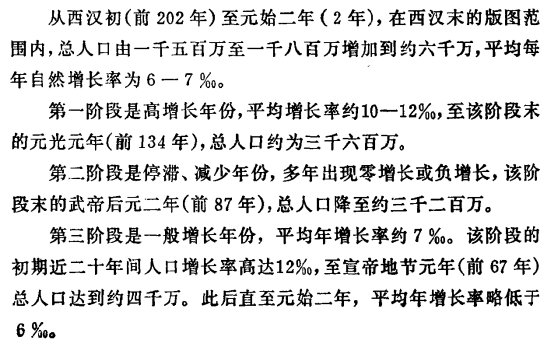 从西汉初(前 202 年)至元始二年(2 年),在西汉末的版图范
围内,总人口由一千五百万至一千八百万增加到约六千万,平均每
年自然增长率为 6 — 7 ‰。
第一阶段是高增长年份,平均增长率约10—12‰,至该阶段末
的元光元年(前 134 年),总人口约为三千六百万。
第二阶段是停滞、减少年份,多年出现零增长或负增长,该阶
段末的武帝后元二年(前 87 年),总人口降至约三千二百万。
第三阶段是一般增长年份,平均年增长率约 7 ‰。该阶段的
初期近二十年间人口增长率高达12‰,至宣帝地节元年(前 67 年)
总人口达到约四千万。此后直至元始二年,平均年增长率略低于
6 ‰。